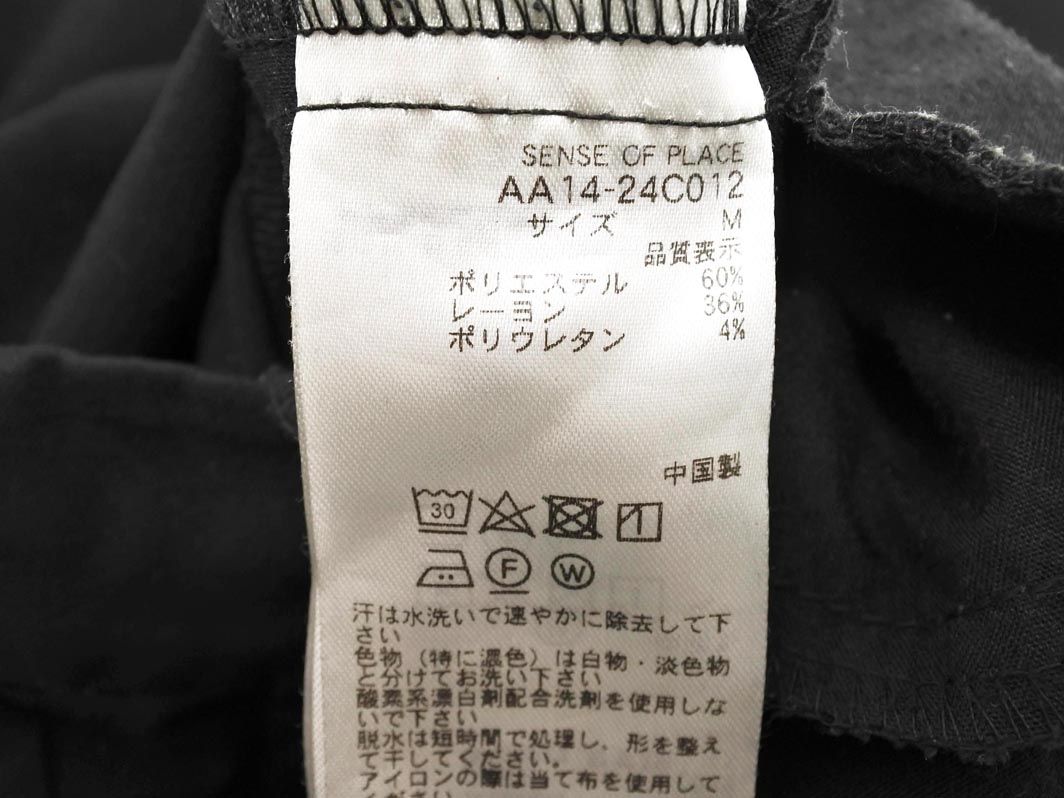 SENSE OF PLACE
AA14-24C012
サイズ M
品質表示
ポリエステル 60%
レーヨン 36%
ポリウレタン 4%
中国製
30
F W
汗は水洗いで速やかに除去して下
さい
色物（特に濃色）は白物・淡色物
と分けてお洗い下さい
酸素系漂白剤配合洗剤を使用しな
いで下さい
脱水は短時間で処理し、形を整え
て干してください。
アイロンの際は当て布を使用して
ください